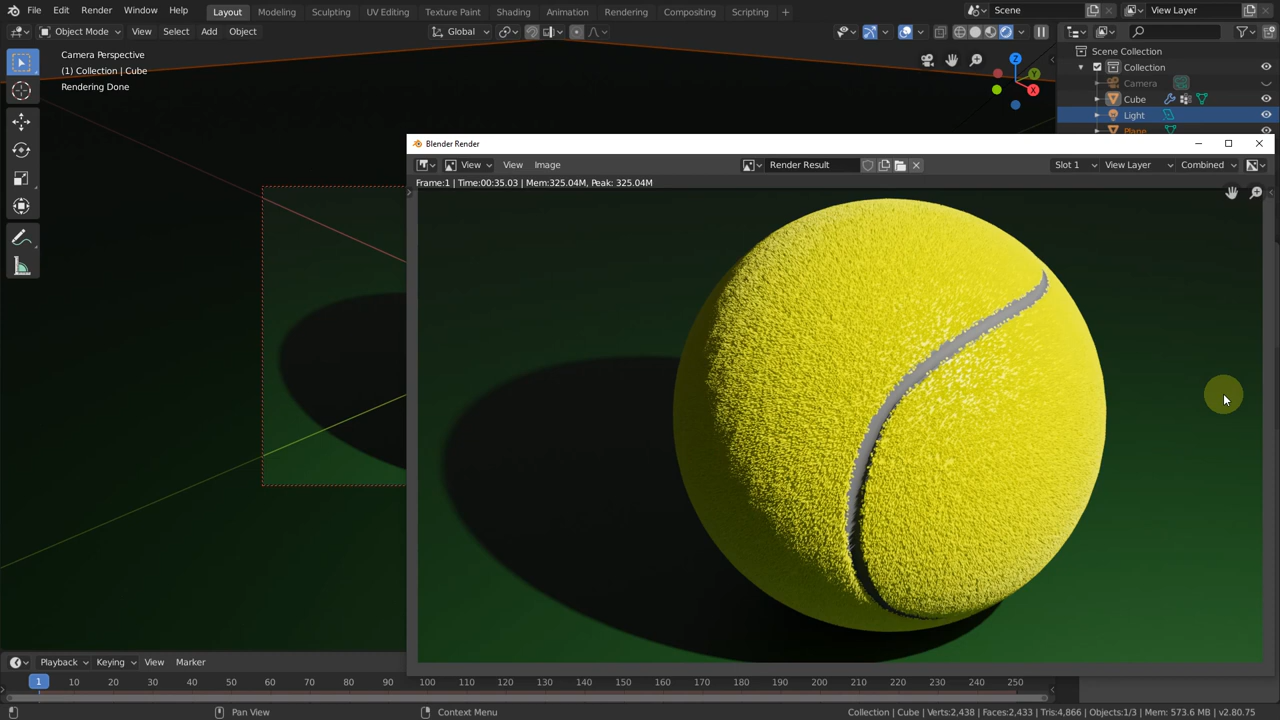 File Edit Render Window Help Layout Modeling Sculpting UV Editing Texture Paint Shading Animation Rendering Compositing Scripting + Scene View Layer
Object Mode View Select Add Object Global
Camera Perspective
(1) Collection | Cube
Rendering Done
Z
Y
X
Scene Collection
Collection
Camera
Cube
Light
Plane
Blender Render
View View Image Render Result Slot 1 View Layer Combined
Frame:1 | Time:00:35.03 | Mem:325.04M, Peak: 325.04M
Playback Keying View Marker
1 10 20 30 40 50 60 70 80 90 100 110 120 130 140 150 160 170 180 190 200 210 220 230 240 250
Pan View Context Menu Collection | Cube | Verts:2,438 | Faces:2,433 | Tris:4,866 | Objects:1/3 | Mem: 573.6 MB | v2.80.75